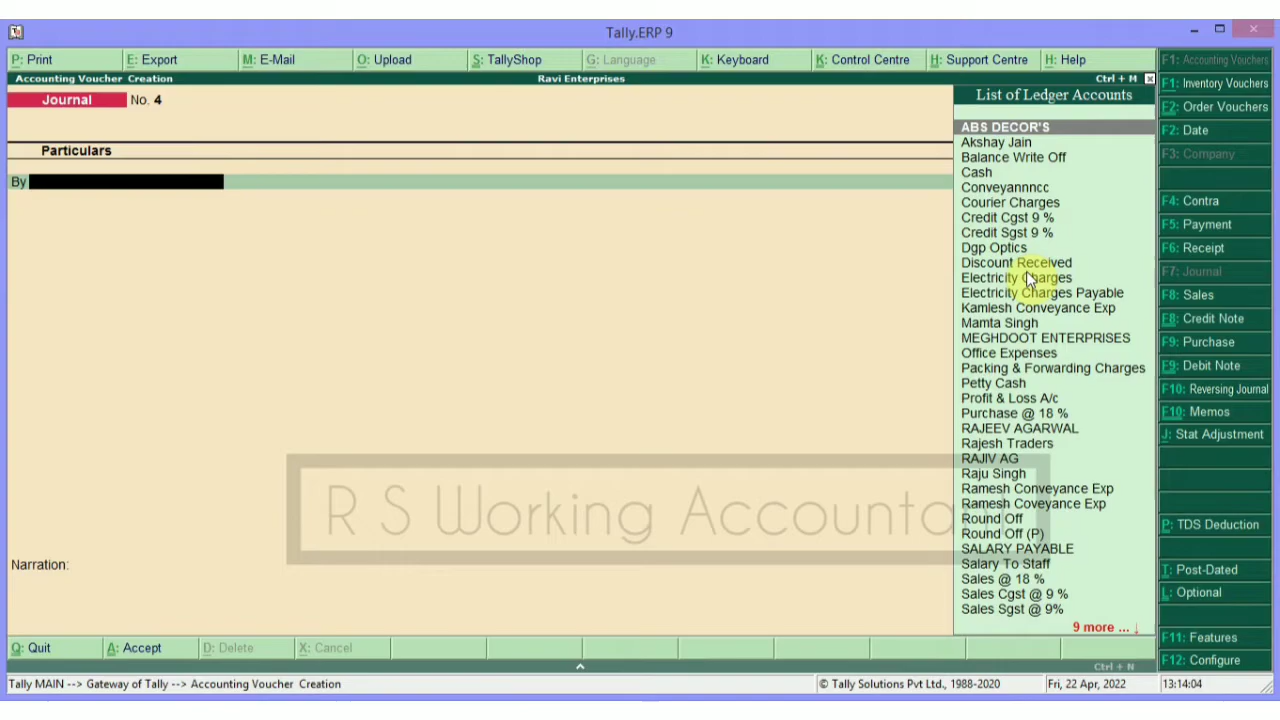 Tally.ERP 9
P: Print E: Export M: E-Mail O: Upload S: TallyShop G: Language K: Keyboard K: Control Centre H: Support Centre H: Help
Accounting Voucher Creation Ravi Enterprises Ctrl + M
Journal No. 4
Particulars
By
List of Ledger Accounts
ABS DECOR'S
Akshay Jain
Balance Write Off
Cash
Conveyannncc
Courier Charges
Credit Cgst 9 %
Credit Sgst 9 %
Dgp Optics
Discount Received
Electricity Charges
Electricity Charges Payable
Kamlesh Conveyance Exp
Mamta Singh
MEGHDOOT ENTERPRISES
Office Expenses
Packing & Forwarding Charges
Petty Cash
Profit & Loss A/c
Purchase @ 18 %
RAJEEV AGARWAL
Rajesh Traders
RAJIV AG
Raju Singh
Ramesh Conveyance Exp
Ramesh Coveyance Exp
Round Off
Round Off (P)
SALARY PAYABLE
Salary To Staff
Sales @ 18 %
Sales Cgst @ 9 %
Sales Sgst @ 9%
9 more ... ↓
F1: Accounting Vouchers
F1: Inventory Vouchers
F2: Order Vouchers
F2: Date
F3: Company
F4: Contra
F5: Payment
F6: Receipt
F7: Journal
F8: Sales
F8: Credit Note
F9: Purchase
F9: Debit Note
F10: Reversing Journal
F10: Memos
J: Stat Adjustment
P: TDS Deduction
T: Post-Dated
L: Optional
F11: Features
F12: Configure
R S Working Accounta
Narration:
Q: Quit A: Accept D: Delete X: Cancel
Ctrl + N
Tally MAIN --> Gateway of Tally --> Accounting Voucher Creation © Tally Solutions Pvt Ltd., 1988-2020 Fri, 22 Apr, 2022 13:14:04